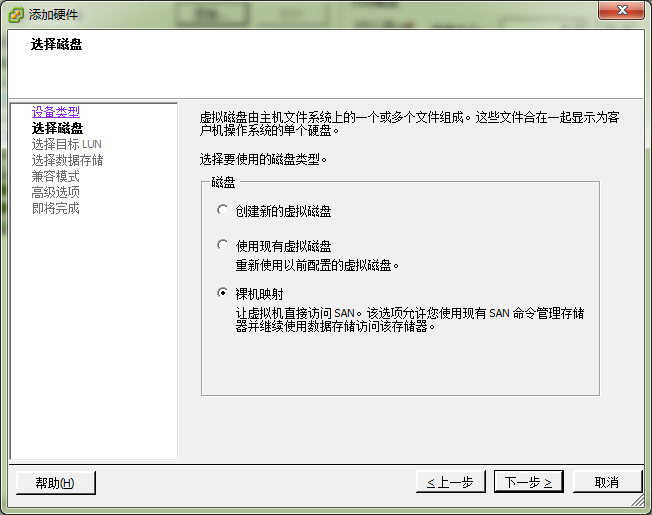 添加硬件
选择磁盘
设备类型
选择磁盘
选择目标 LUN
选择数据存储
兼容模式
高级选项
即将完成
虚拟磁盘由主机文件系统上的一个或多个文件组成。这些文件合在一起显示为客
户机操作系统的单个硬盘。
选择要使用的磁盘类型。
磁盘
创建新的虚拟磁盘
使用现有虚拟磁盘
重新使用以前配置的虚拟磁盘。
裸机映射
让虚拟机直接访问 SAN。该选项允许您使用现有 SAN 命令管理存储
器并继续使用数据存储访问该存储器。
帮助(H)
< 上一步
下一步 >
取消